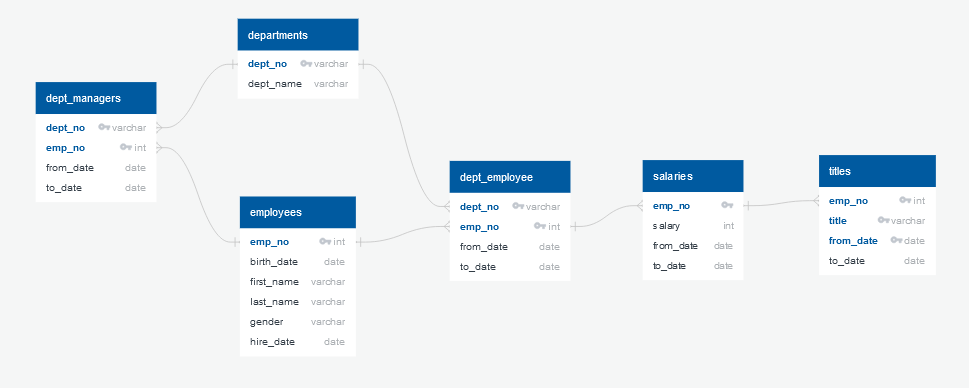 departments
dept_no varchar
dept_name varchar
dept_managers
dept_no varchar
emp_no int
from_date date
to_date date
employees
emp_no int
birth_date date
first_name varchar
last_name varchar
gender varchar
hire_date date
dept_employee
dept_no varchar
emp_no int
from_date date
to_date date
salaries
emp_no
salary int
from_date date
to_date date
titles
emp_no int
title varchar
from_date date
to_date date